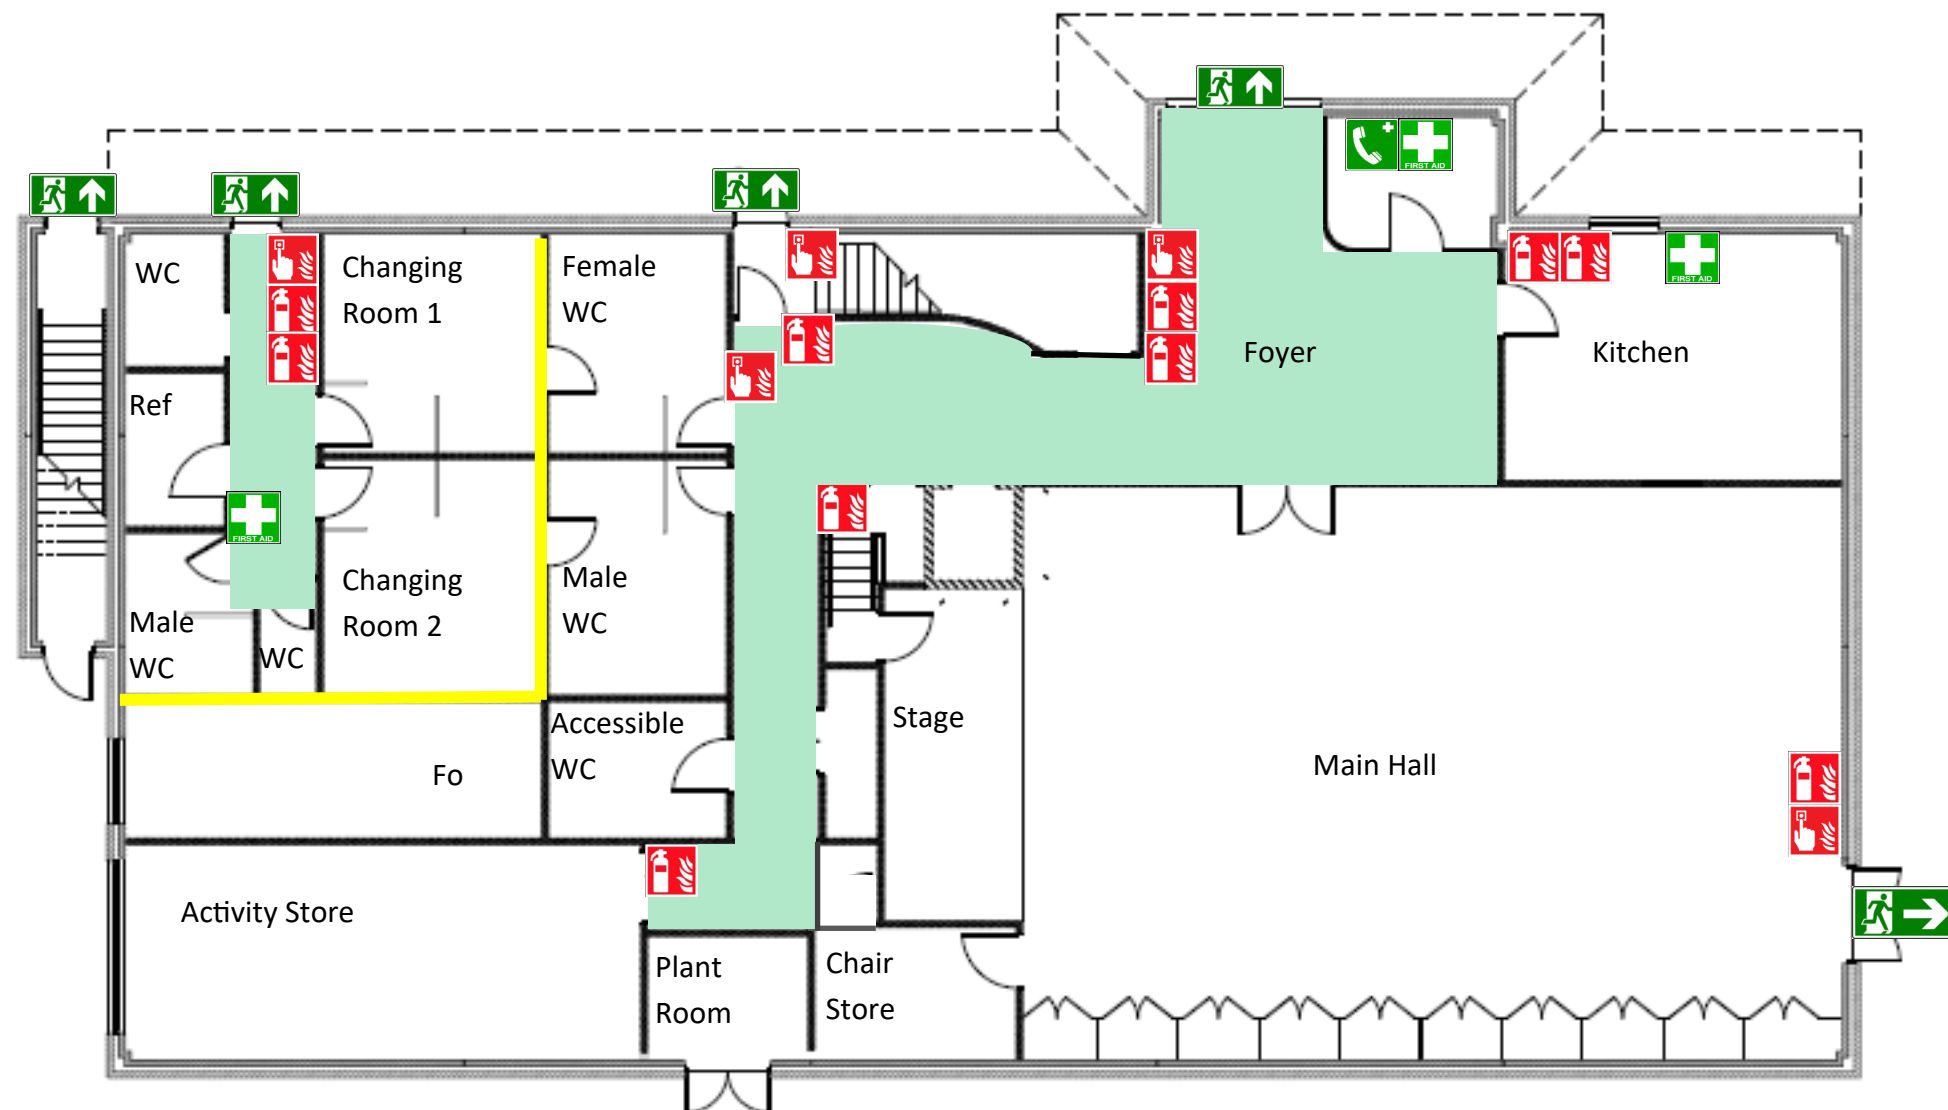 FIRST AID
WC
Changing
Room 1
Female
WC
FIRST AID
Foyer
Kitchen
Ref
FIRST AID
Changing
Room 2
Male
WC
Male
WC
WC
Stage
Accessible
WC
Fo
Main Hall
Activity Store
Plant
Room
Chair
Store